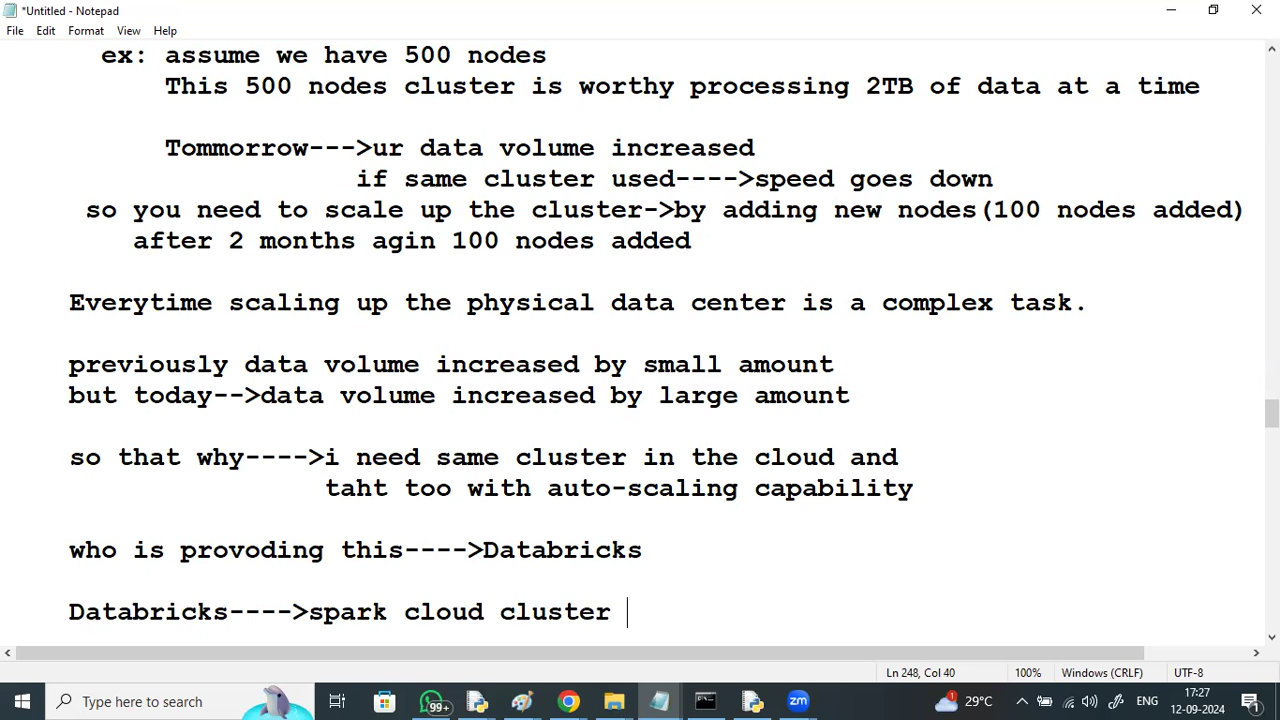 *Untitled - Notepad
File Edit Format View Help
ex: assume we have 500 nodes
This 500 nodes cluster is worthy processing 2TB of data at a time
Tommorrow--->ur data volume increased
if same cluster used---->speed goes down
so you need to scale up the cluster->by adding new nodes(100 nodes added)
after 2 months agin 100 nodes added
Everytime scaling up the physical data center is a complex task.
previously data volume increased by small amount
but today-->data volume increased by large amount
so that why---->i need same cluster in the cloud and
taht too with auto-scaling capability
who is provoding this---->Databricks
Databricks---->spark cloud cluster
Ln 248, Col 40 100% Windows (CRLF) UTF-8
Type here to search 99+ zm 1 29°C ENG 17:27 1
12-09-2024